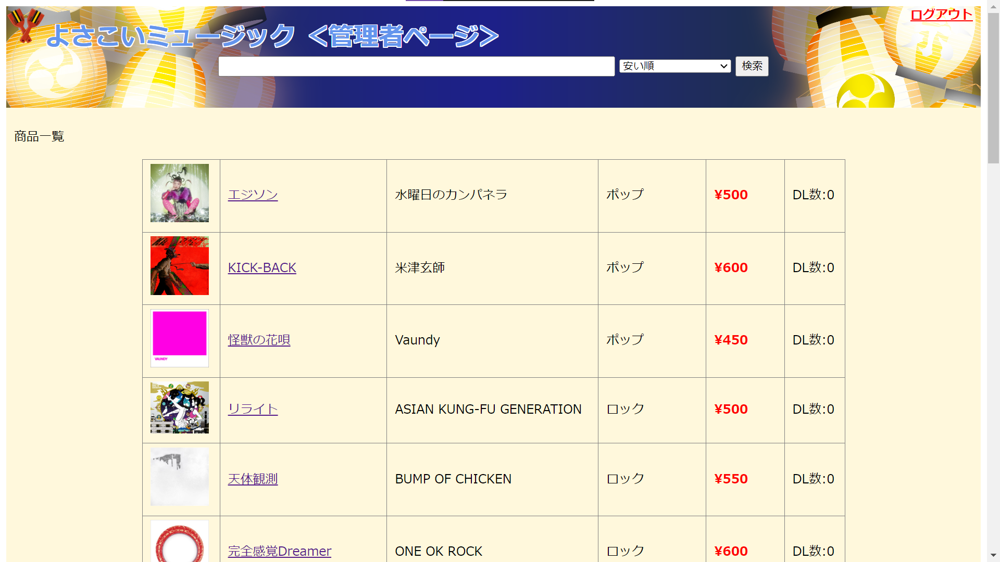 ログアウト
よさこいミュージック ＜管理者ページ＞
安い順 検索
商品一覧
エジソン 水曜日のカンパネラ ポップ ¥500 DL数:0
KICK-BACK 米津玄師 ポップ ¥600 DL数:0
怪獣の花唄 Vaundy ポップ ¥450 DL数:0
VAUNDY
リライト ASIAN KUNG-FU GENERATION ロック ¥500 DL数:0
天体観測 BUMP OF CHICKEN ロック ¥550 DL数:0
完全感覚Dreamer ONE OK ROCK ロック ¥600 DL数:0